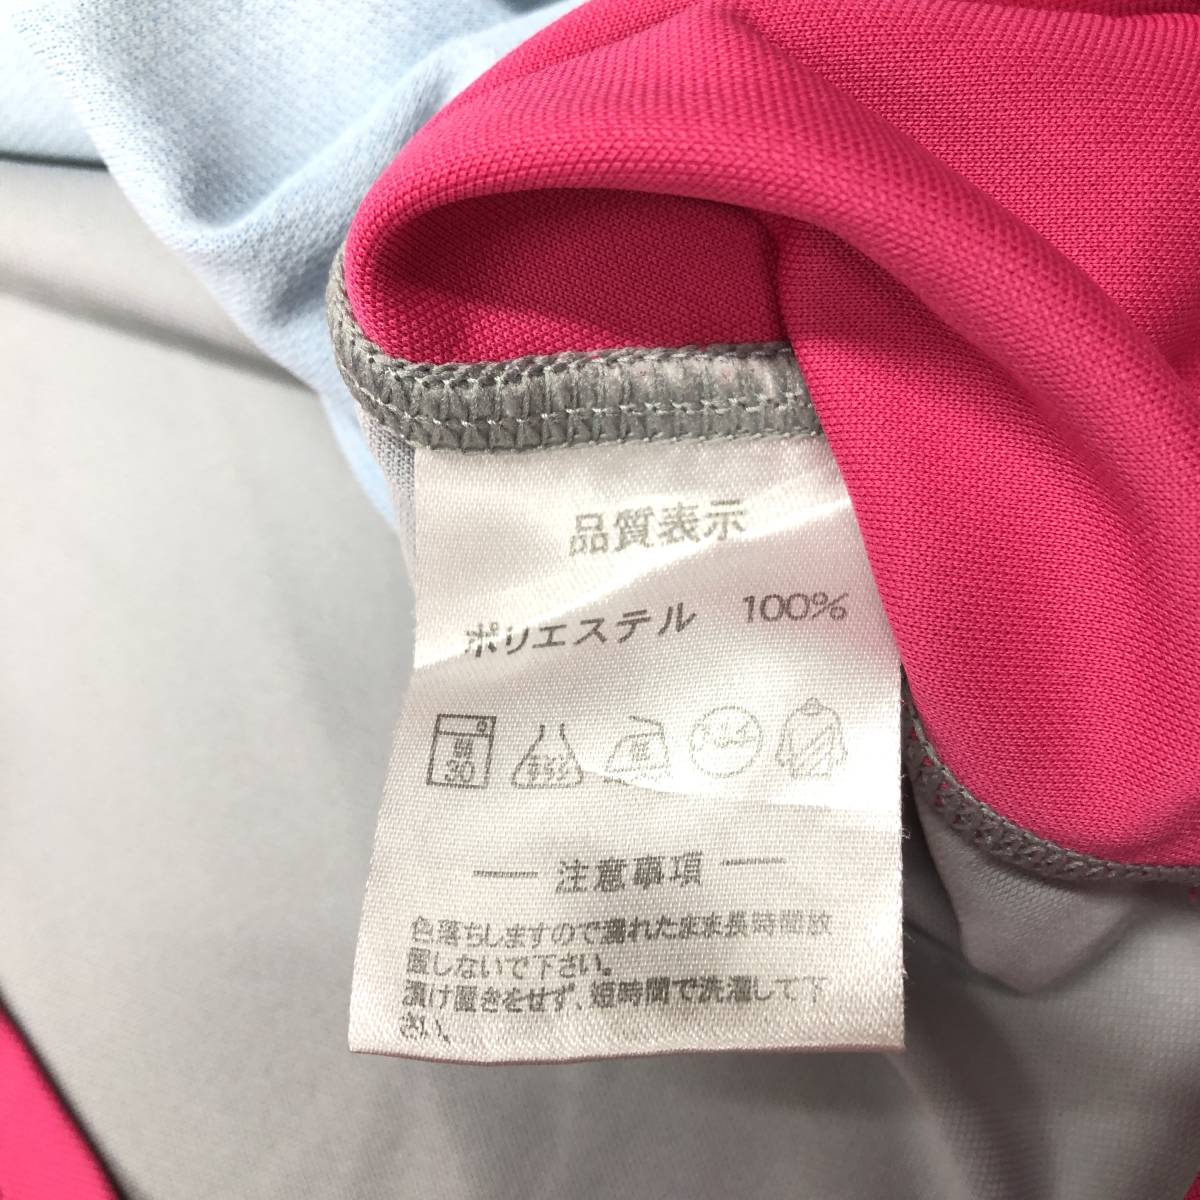 品質表示
ポリエステル 100%
30
注意事項
色落ちしますので濡れたまま長時間放
置しないで下さい。
漬け置きをせず、短時間で洗濯して下
さい。